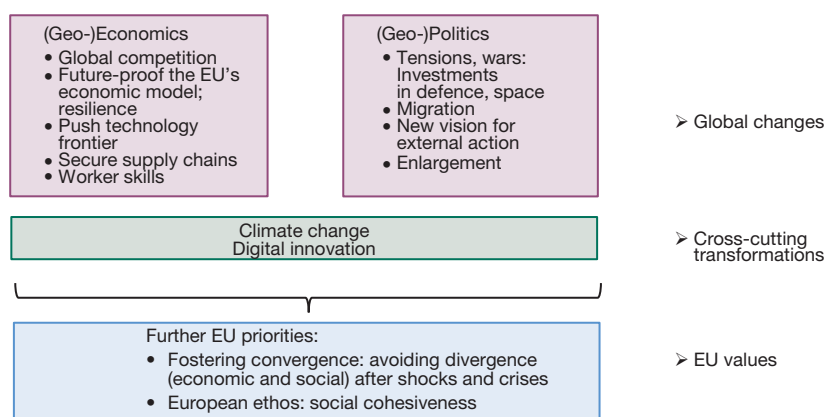 (Geo-)Economics
• Global competition
• Future-proof the EU's
economic model;
resilience
• Push technology
frontier
• Secure supply chains
• Worker skills
(Geo-)Politics
• Tensions, wars:
Investments
in defence, space
• Migration
• New vision for
external action
• Enlargement
➢ Global changes
Climate change
Digital innovation
➢ Cross-cutting
transformations
Further EU priorities:
• Fostering convergence: avoiding divergence
(economic and social) after shocks and crises
• European ethos: social cohesiveness
➢ EU values